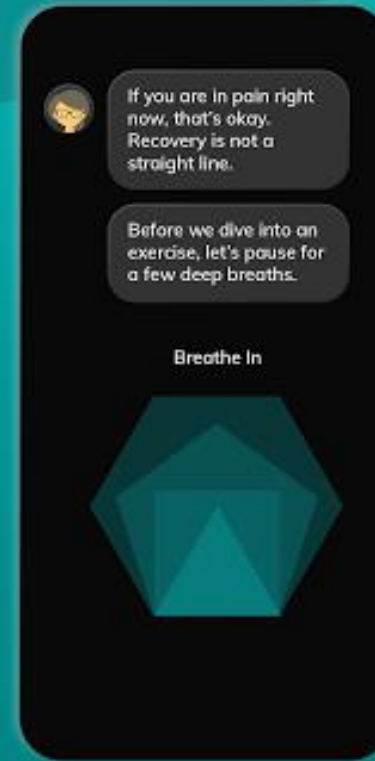 If you are in pain right
now, that's okay.
Recovery is not a
straight line.
Before we dive into an
exercise, let's pause for
a few deep breaths.
Breathe In